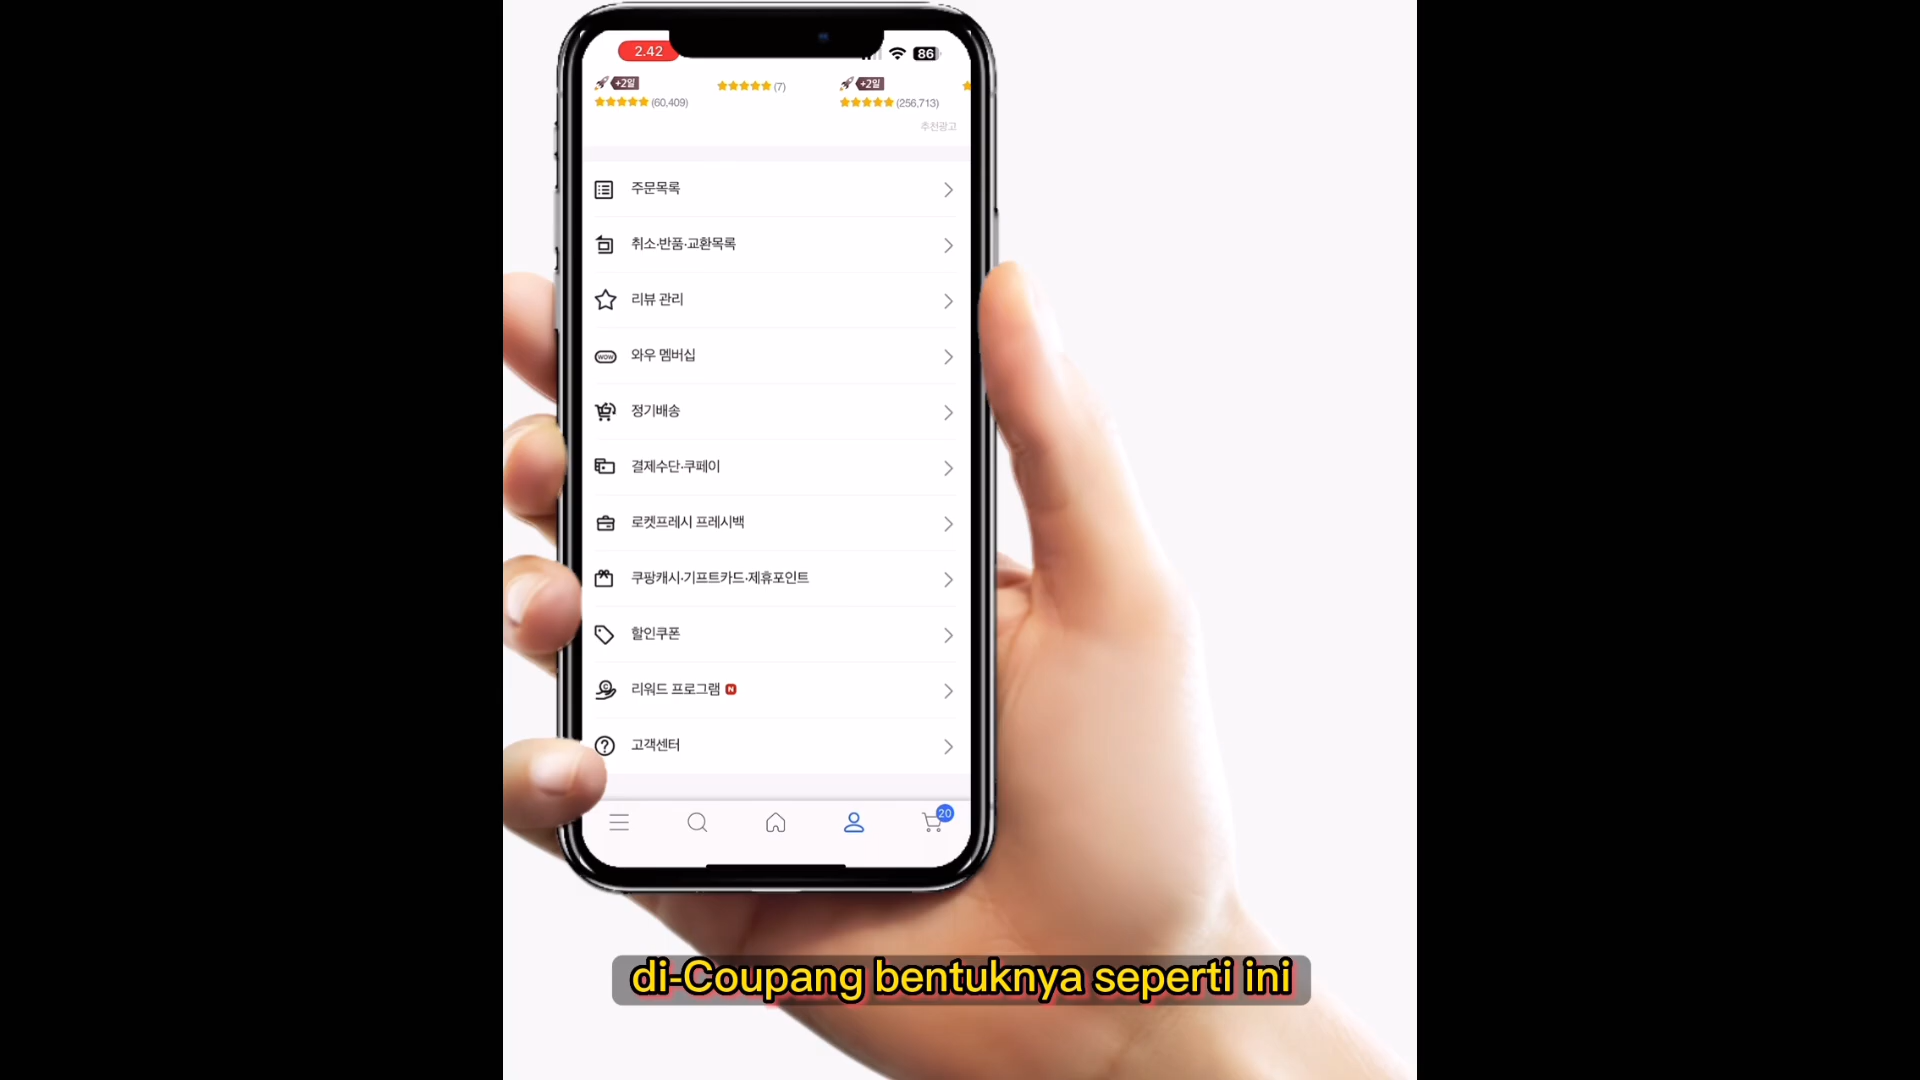 2.42
86
+2일
+2일
(60,409)
(7)
(256,713)
추천광고
주문목록
취소·반품·교환목록
리뷰 관리
wow 와우 멤버십
정기배송
결제수단·쿠페이
로켓프레시 프레시백
쿠팡캐시·기프트카드·제휴포인트
할인쿠폰
리워드 프로그램 N
고객센터
20
di-Coupang bentuknya seperti ini